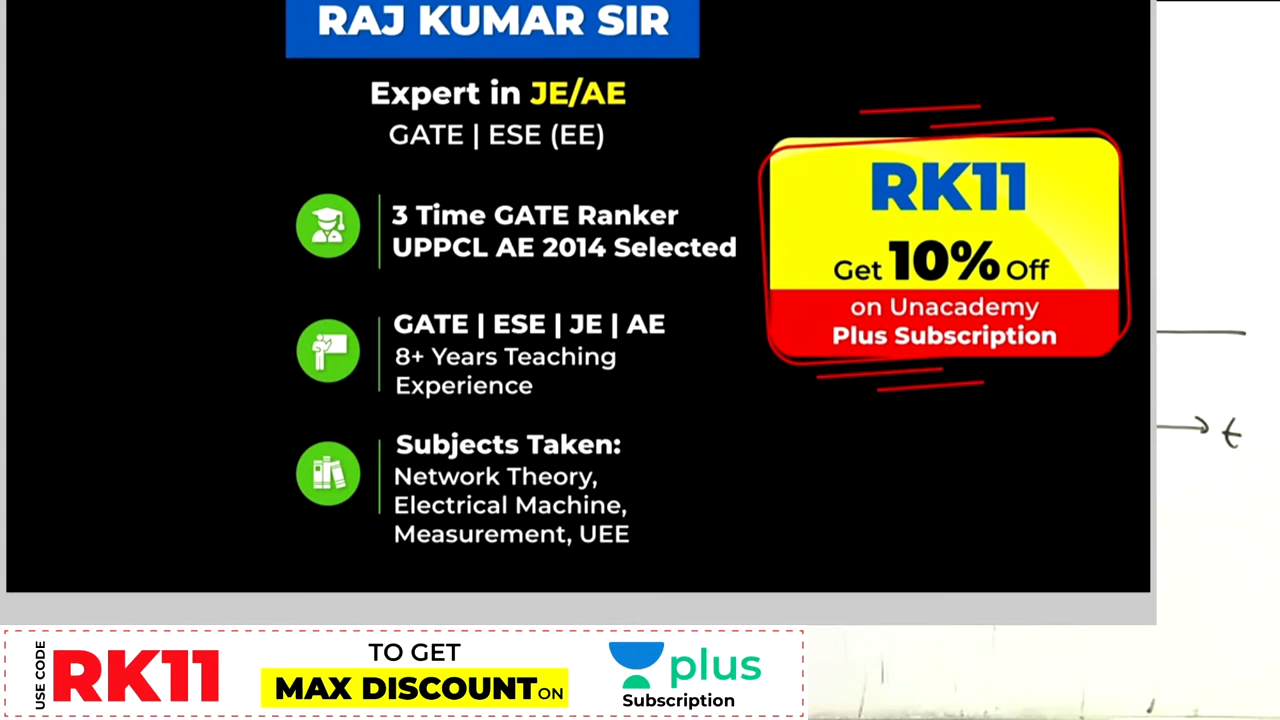 RAJ KUMAR SIR
Expert in JE/AE
GATE | ESE (EE)
3 Time GATE Ranker
UPPCL AE 2014 Selected
GATE | ESE | JE | AE
8+ Years Teaching
Experience
Subjects Taken:
Network Theory,
Electrical Machine,
Measurement, UEE
RK11
Get 10% Off
on Unacademy
Plus Subscription
t
USE CODE
RK11
TO GET
MAX DISCOUNT ON
plus
Subscription